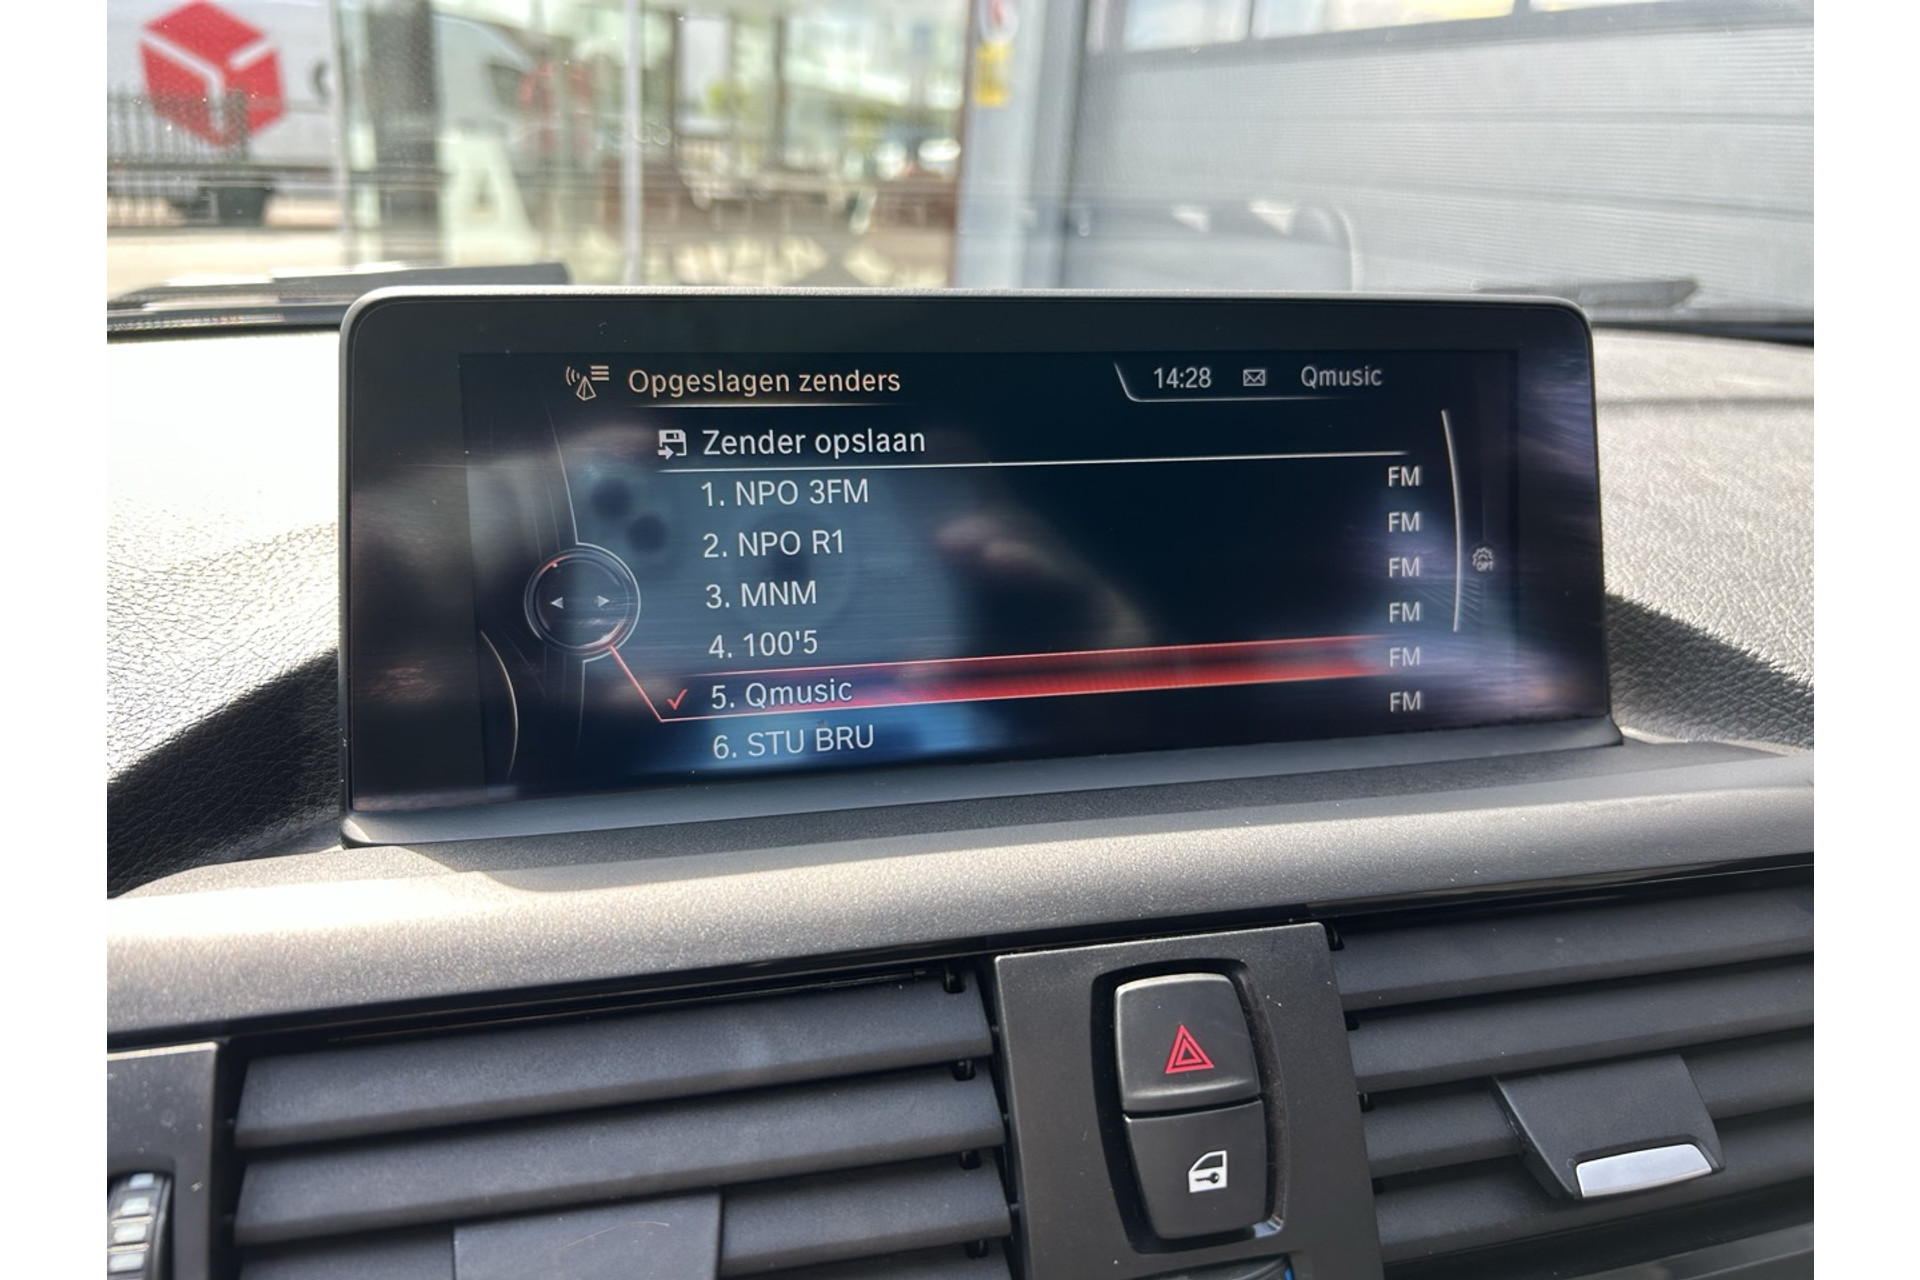 Opgeslagen zenders
14:28 Qmusic
Zender opslaan
1. NPO 3FM FM
2. NPO R1 FM
3. MNM FM
4. 100'5 FM
5. Qmusic FM
6. STU BRU FM
OPT